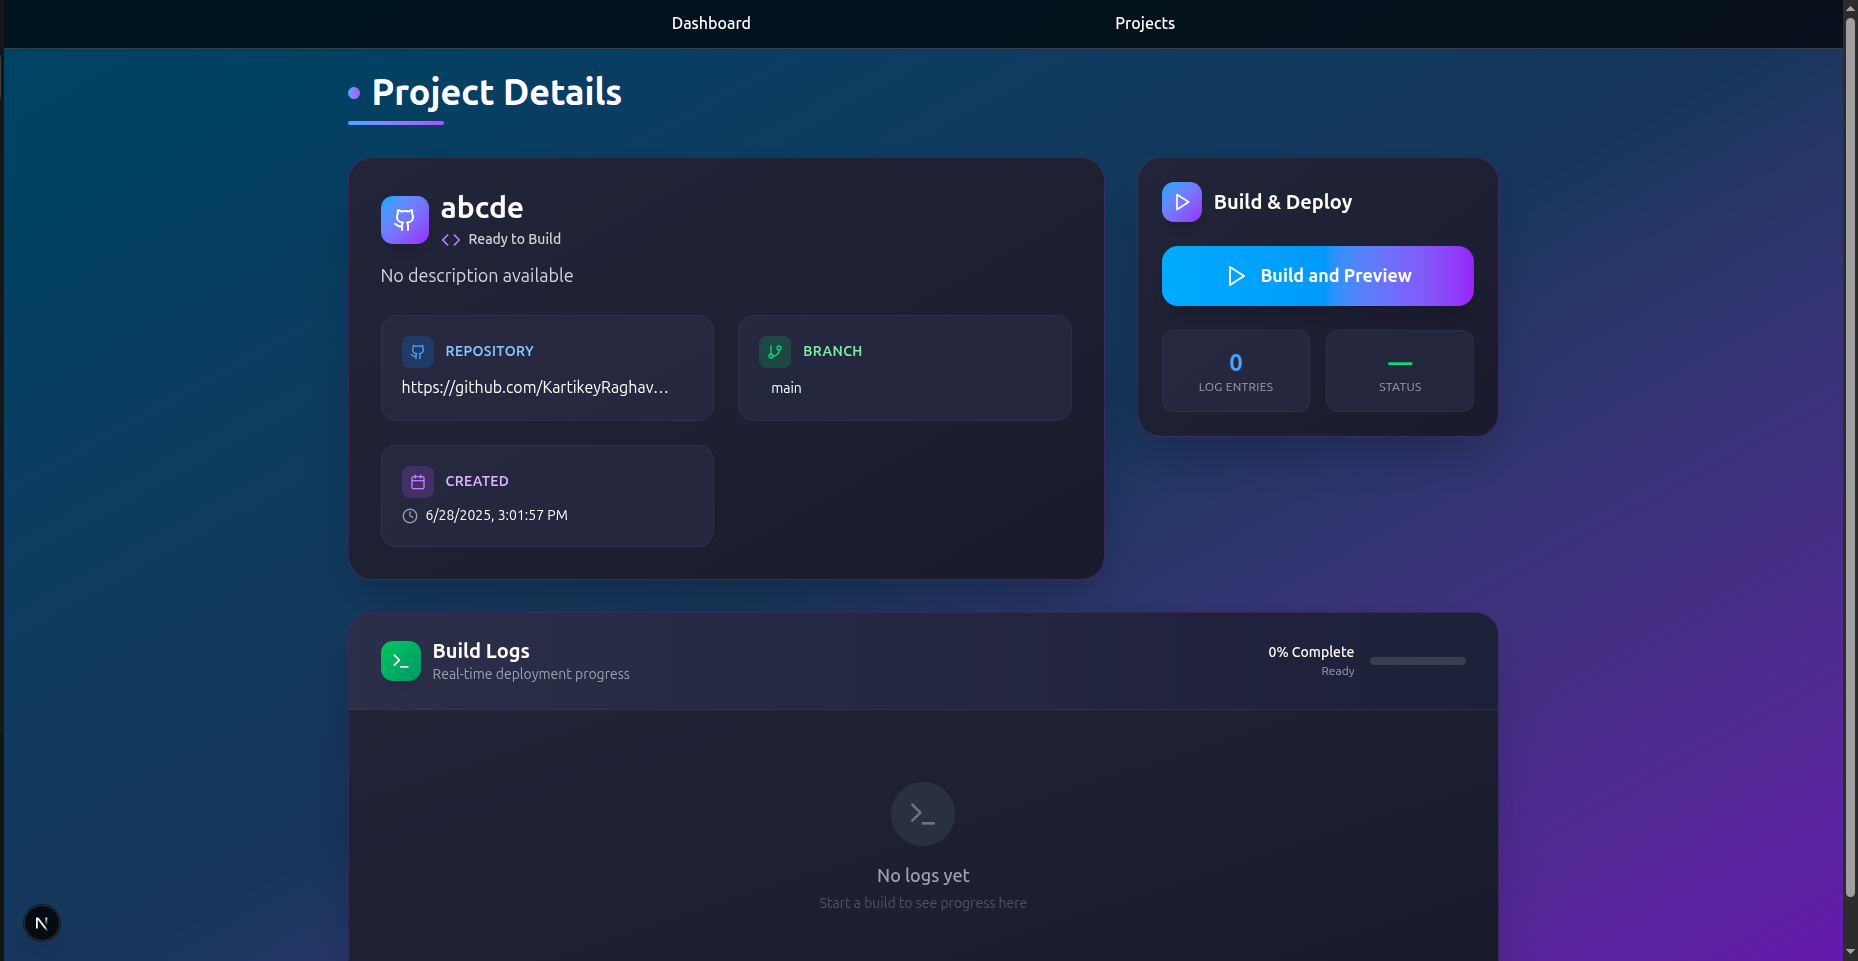 Dashboard
Projects
Project Details
abcde
Ready to Build
No description available
REPOSITORY
https://github.com/KartikeyRaghav...
BRANCH
main
CREATED
6/28/2025, 3:01:57 PM
Build & Deploy
Build and Preview
0
LOG ENTRIES
—
STATUS
Build Logs
Real-time deployment progress
0% Complete
Ready
No logs yet
Start a build to see progress here
N